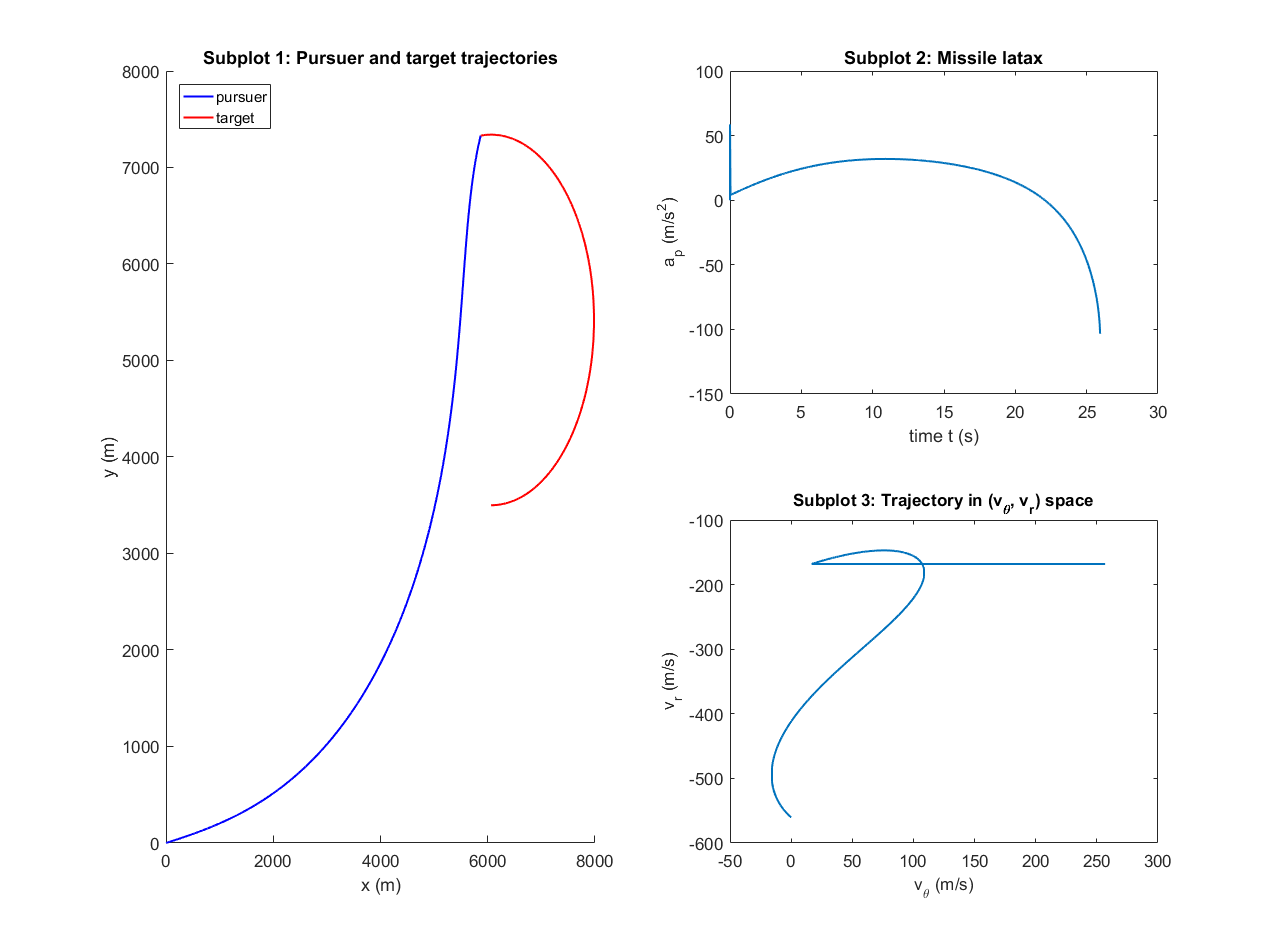 Subplot 1: Pursuer and target trajectories
8000
7000
6000
5000
4000
3000
2000
1000
0
y (m)
pursuer
target
0 2000 4000 6000 8000
x (m)
Subplot 2: Missile latax
100
50
0
-50
-100
-150
a_p (m/s^2)
0 5 10 15 20 25 30
time t (s)
Subplot 3: Trajectory in (v_θ, v_r) space
-100
-200
-300
-400
-500
-600
v_r (m/s)
-50 0 50 100 150 200 250 300
v_θ (m/s)